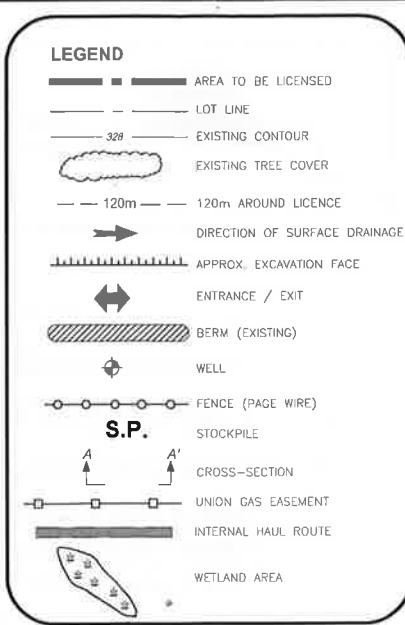 LEGEND
AREA TO BE LICENSED
LOT LINE
328 EXISTING CONTOUR
EXISTING TREE COVER
120m 120m AROUND LICENCE
DIRECTION OF SURFACE DRAINAGE
APPROX. EXCAVATION FACE
ENTRANCE / EXIT
BERM (EXISTING)
WELL
FENCE (PAGE WIRE)
S.P. STOCKPILE
A A'
CROSS-SECTION
UNION GAS EASEMENT
INTERNAL HAUL ROUTE
WETLAND AREA